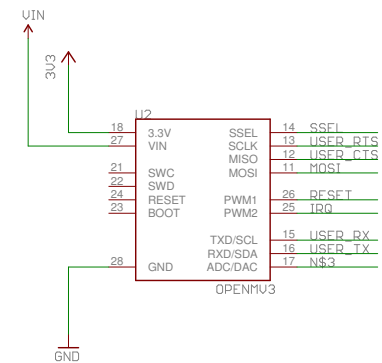 VIN
3V3
U2
18 3.3V SSEL 14 SSEL
27 VIN SCLK 13 USER_RTS
MISO 12 USER_CTS
21 SWC MOSI 11 MOSI
22 SWD
24 RESET PWM1 26 RESET
23 BOOT PWM2 25 IRQ
TXD/SCL 15 USER_RX
RXD/SDA 16 USER_TX
28 GND ADC/DAC 17 N$3
OPENMV3
GND